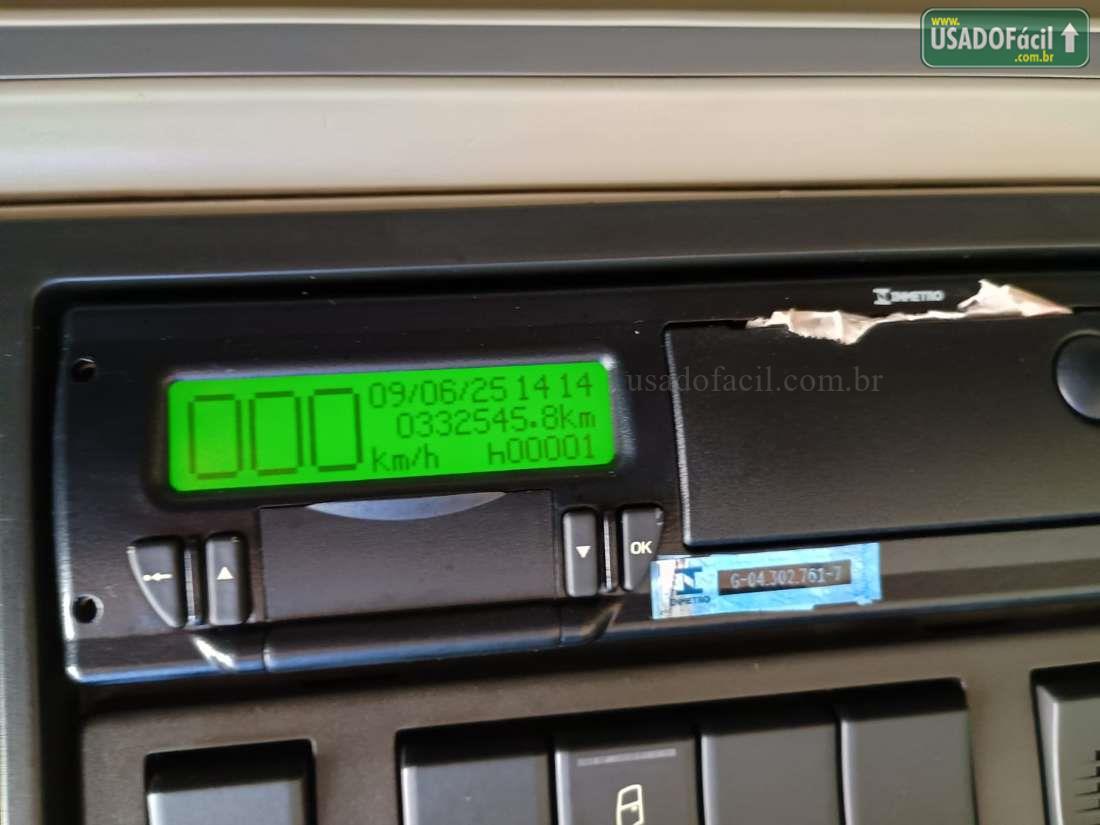 www.
USADOFácil
.com.br
INMETRO
usadofacil.com.br
000
09/06/25 14 14
0332545.8km
km/h h00001
OK
INMETRO
G-04.302.761-7